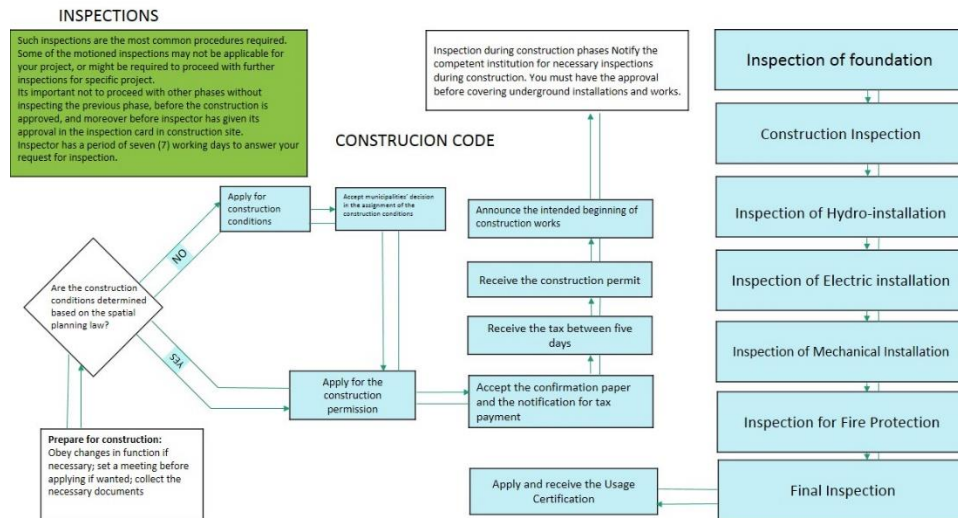 INSPECTIONS
Such inspections are the most common procedures required.
Some of the motioned inspections may not be applicable for
your project, or might be required to proceed with further
inspections for specific project.
Its important not to proceed with other phases without
inspecting the previous phase, before the construction is
approved, and moreover before inspector has given its
approval in the inspection card in construction site.
Inspector has a period of seven (7) working days to answer your
request for inspection.
CONSTRUCION CODE
Are the construction
conditions determined
based on the spatial
planning law?
NO
YES
Prepare for construction:
Obey changes in function if
necessary; set a meeting before
applying if wanted; collect the
necessary documents
Apply for
construction
conditions
Accept municipalities' decision
in the assignment of the
construction conditions
Apply for the
construction
permission
Accept the confirmation paper
and the notification for tax
payment
Receive the tax between five
days
Receive the construction permit
Announce the intended beginning of
construction works
Inspection during construction phases Notify the
competent institution for necessary inspections
during construction. You must have the approval
before covering underground installations and works.
Inspection of foundation
Construction Inspection
Inspection of Hydro-installation
Inspection of Electric installation
Inspection of Mechanical Installation
Inspection for Fire Protection
Final Inspection
Apply and receive the Usage
Certification